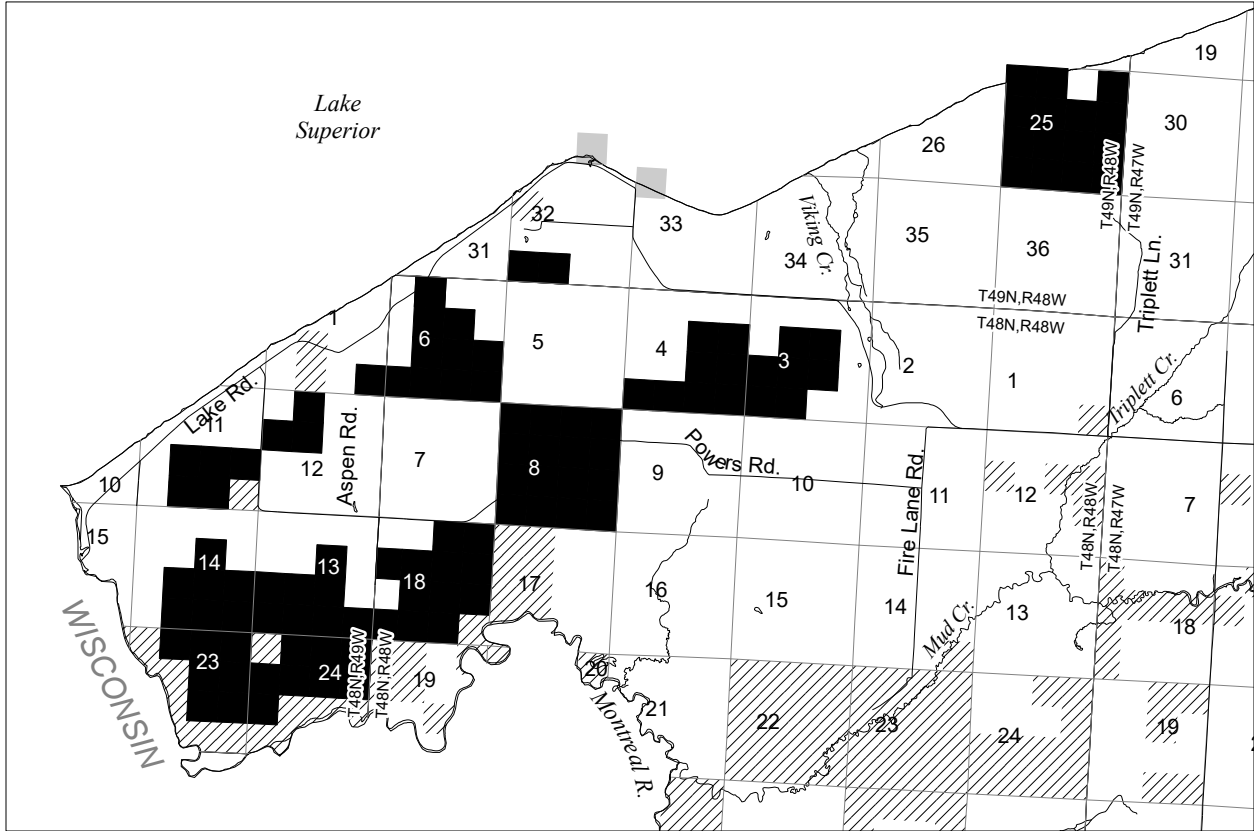 19
Lake
Superior
25
30
26
T49N,R48W
T49N,R47W
32
33
Viking Cr.
35
36
31
34
31
Triplett Ln.
T49N,R48W
T48N,R48W
1
6
5
4
3
2
1
Triplett Cr.
6
Lake Rd.
11
Aspen Rd.
12
7
8
9
Powers Rd.
10
Fire Lane Rd.
11
12
T48N,R48W
T48N,R47W
7
10
15
14
13
18
17
16
15
14
Mud Cr.
13
18
WISCONSIN
23
24
T48N,R49W
T48N,R48W
19
20
Montreal R.
21
22
23
24
19